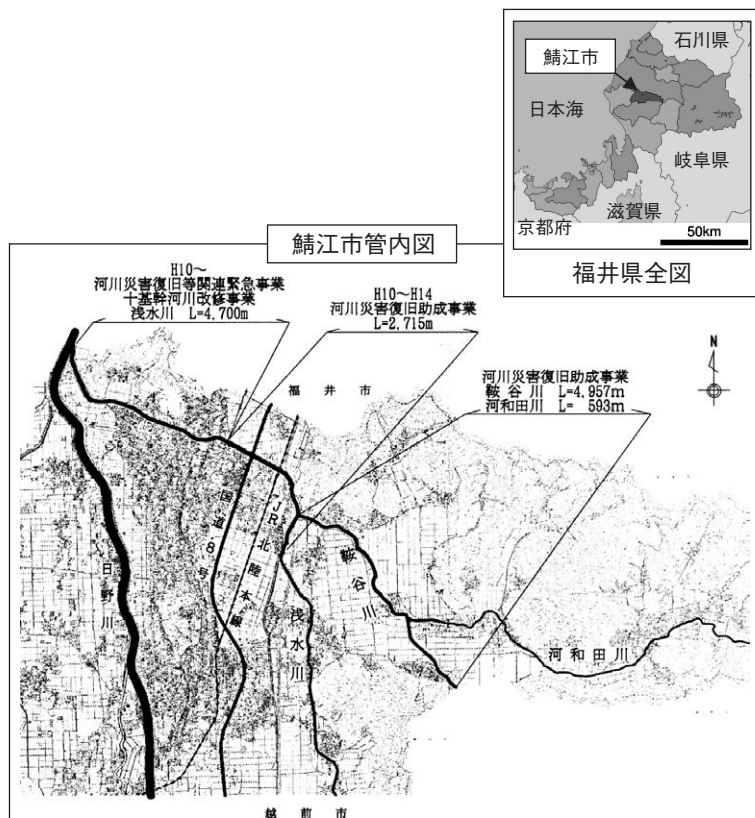 石川県
鯖江市
日本海
岐阜県
滋賀県
京都府
50km
福井県全図
鯖江市管内図
H10～
河川災害復旧等関連緊急事業
十基幹河川改修事業
浅水川 L=4,700m
H10～H14
河川災害復旧助成事業
L=2,715m
河川災害復旧助成事業
鞍谷川 L=4,957m
河和田川 L= 593m
N
福井市
国道8号
JR北陸本線
日野川
鞍谷川
浅水川
河和田川
越前市